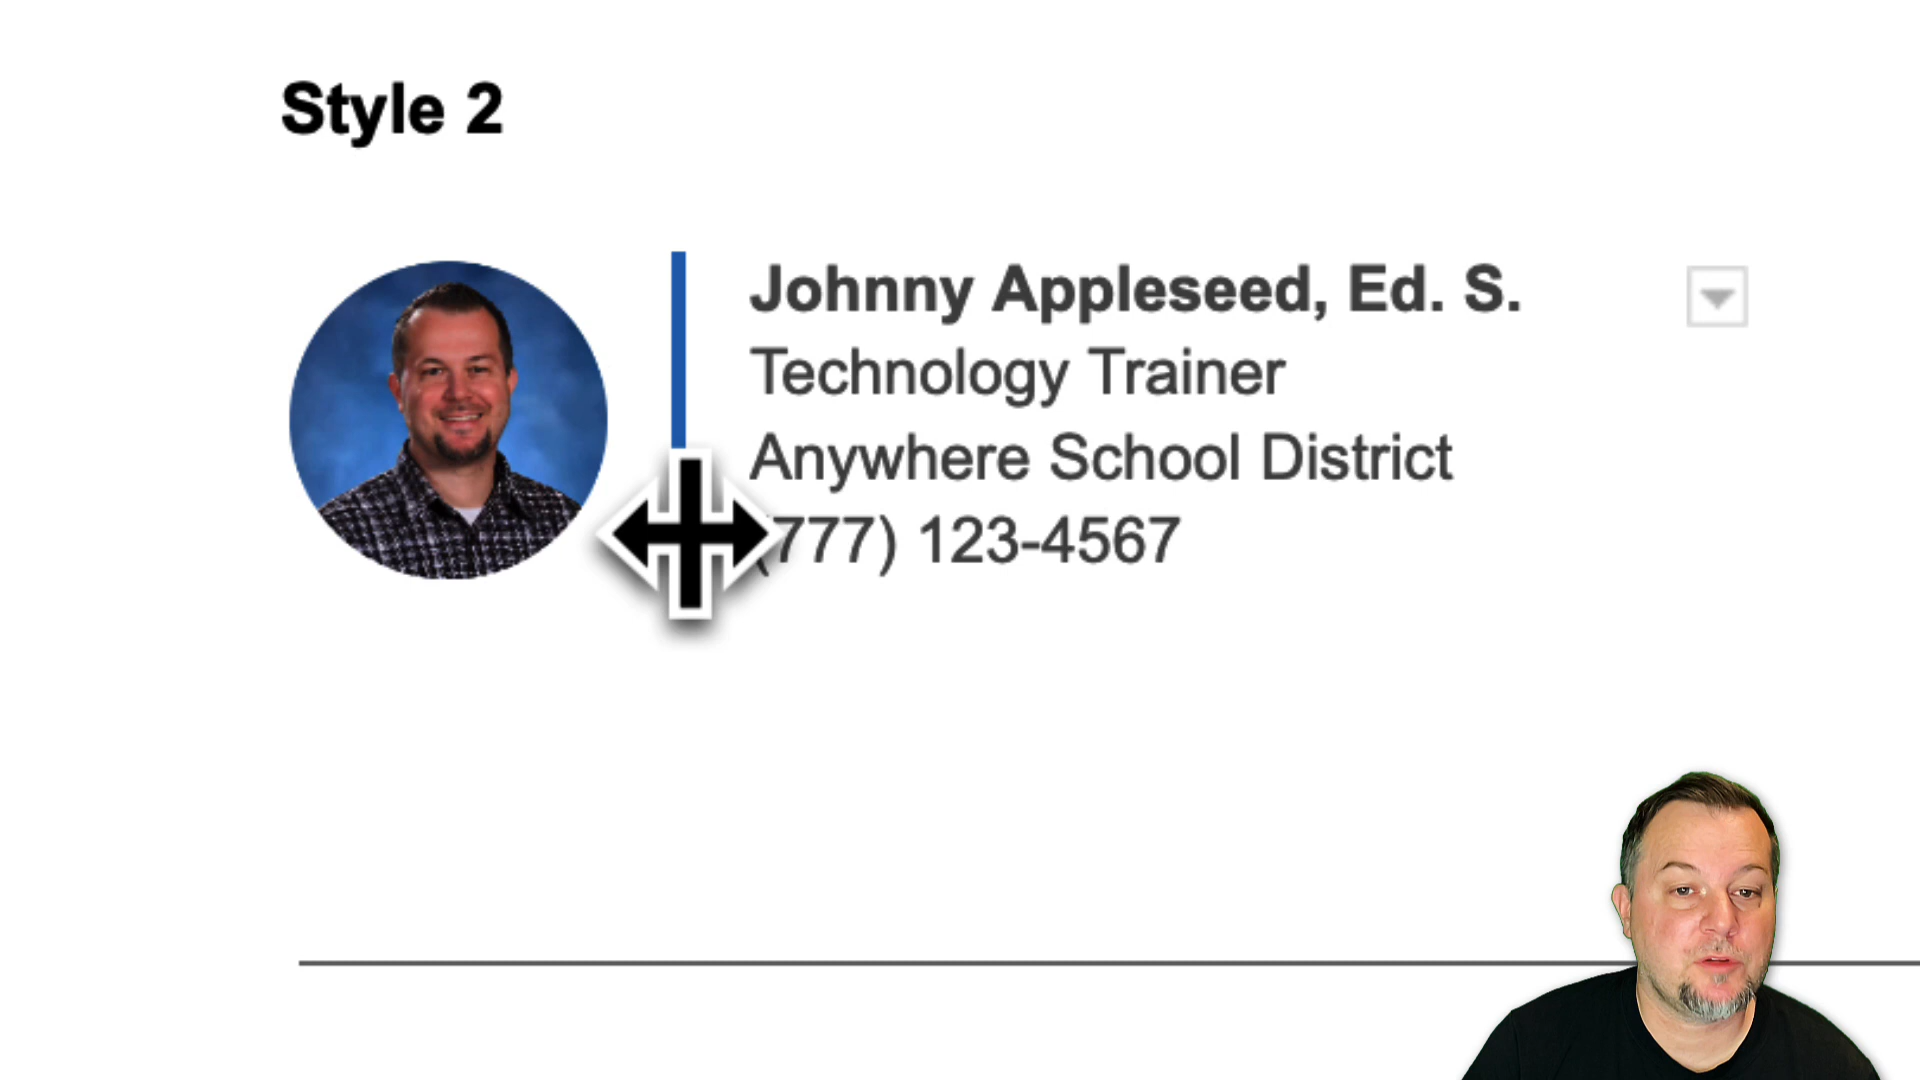 Style 2
Johnny Appleseed, Ed. S.
Technology Trainer
Anywhere School District
(777) 123-4567